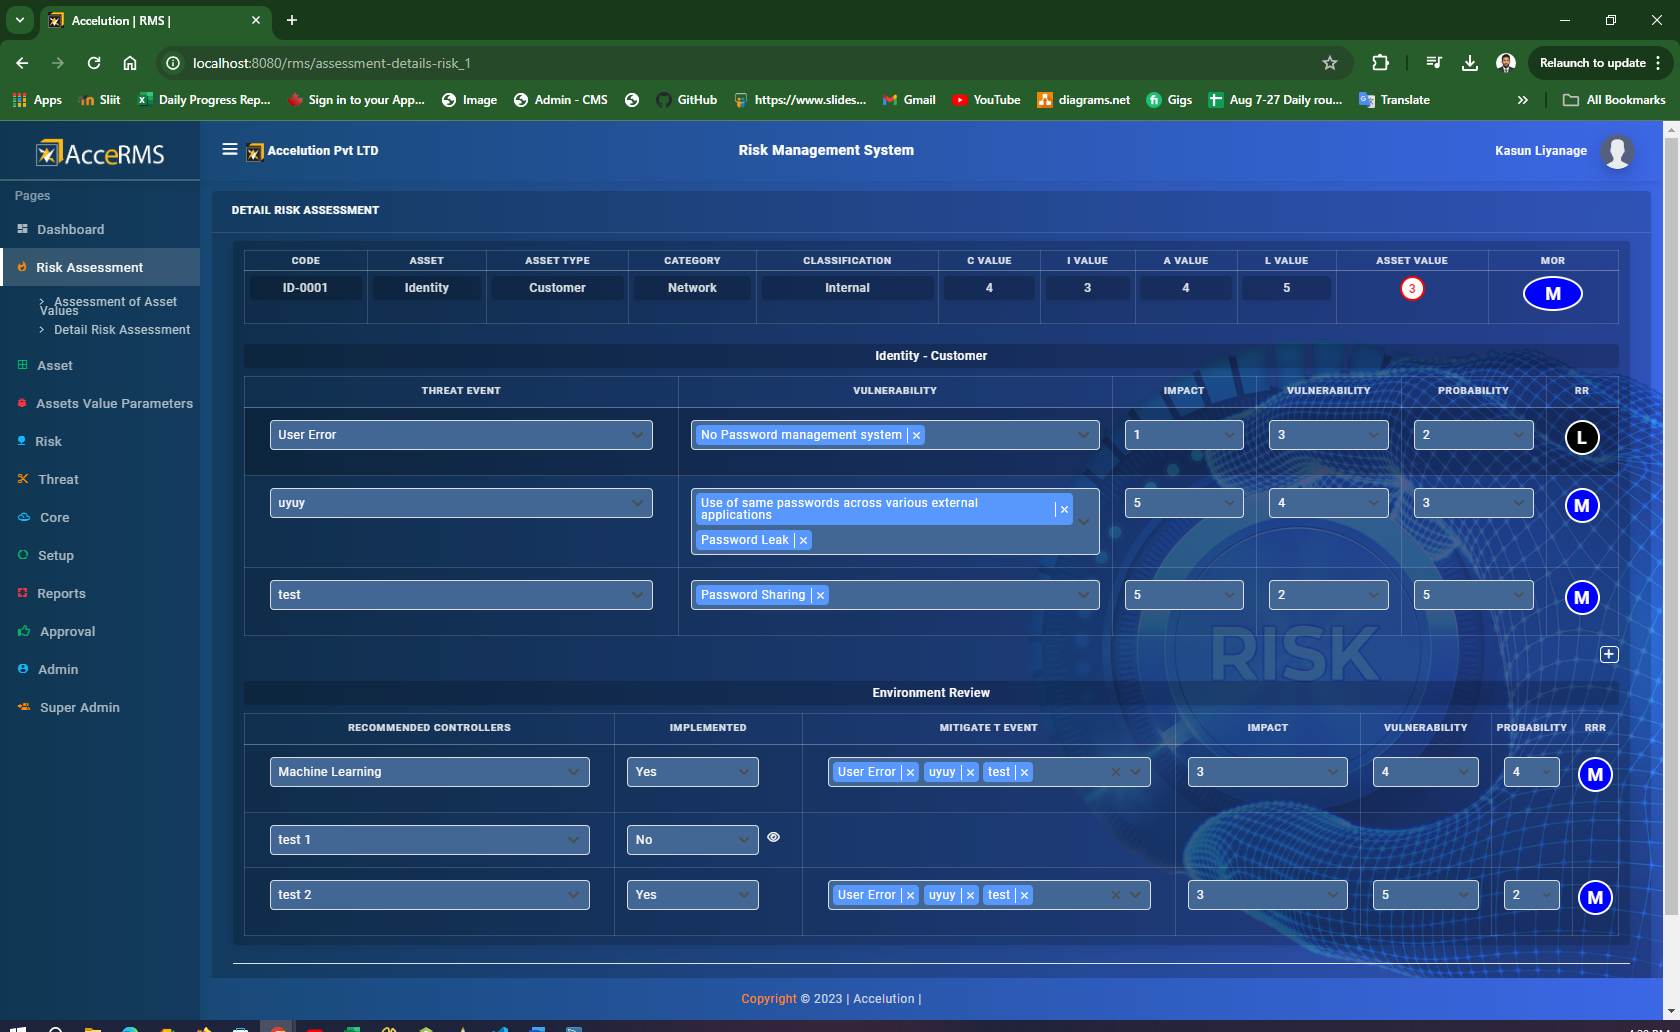 Accelution | RMS |
localhost:8080/rms/assessment-details-risk_1
Relaunch to update
Apps
Sliit
Daily Progress Rep...
Sign in to your App...
Image
Admin - CMS
GitHub
https://www.slides...
Gmail
YouTube
diagrams.net
Gigs
Aug 7-27 Daily rou...
Translate
All Bookmarks
AcceRMS
Accelution Pvt LTD
Risk Management System
Kasun Liyanage
Pages
Dashboard
Risk Assessment
Assessment of Asset
Values
Detail Risk Assessment
Asset
Assets Value Parameters
Risk
Threat
Core
Setup
Reports
Approval
Admin
Super Admin
DETAIL RISK ASSESSMENT
CODE ASSET ASSET TYPE CATEGORY CLASSIFICATION C VALUE I VALUE A VALUE L VALUE ASSET VALUE MOR
ID-0001 Identity Customer Network Internal 4 3 4 5 3 M
Identity - Customer
THREAT EVENT VULNERABILITY IMPACT VULNERABILITY PROBABILITY RR
User Error No Password management system 1 3 2 L
uyuy Use of same passwords across various external 5 4 3 M
applications
Password Leak
test Password Sharing 5 2 5 M
RISK
Environment Review
RECOMMENDED CONTROLLERS IMPLEMENTED MITIGATE T EVENT IMPACT VULNERABILITY PROBABILITY RRR
Machine Learning Yes User Error uyuy test 3 4 4 M
test 1 No
test 2 Yes User Error uyuy test 3 5 2 M
Copyright © 2023 | Accelution |